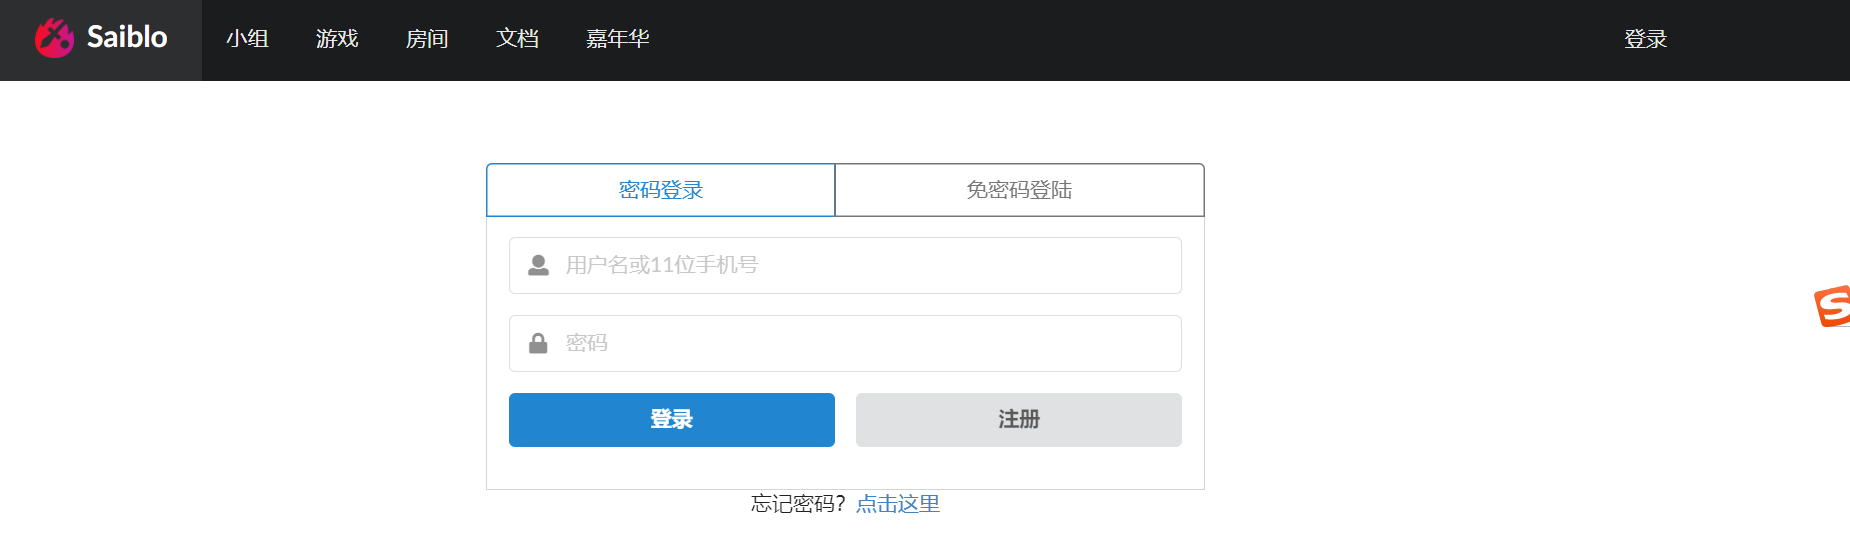 Saiblo 小组 游戏 房间 文档 嘉年华 登录
密码登录 免密码登陆
用户名或11位手机号
密码
登录 注册
忘记密码？点击这里